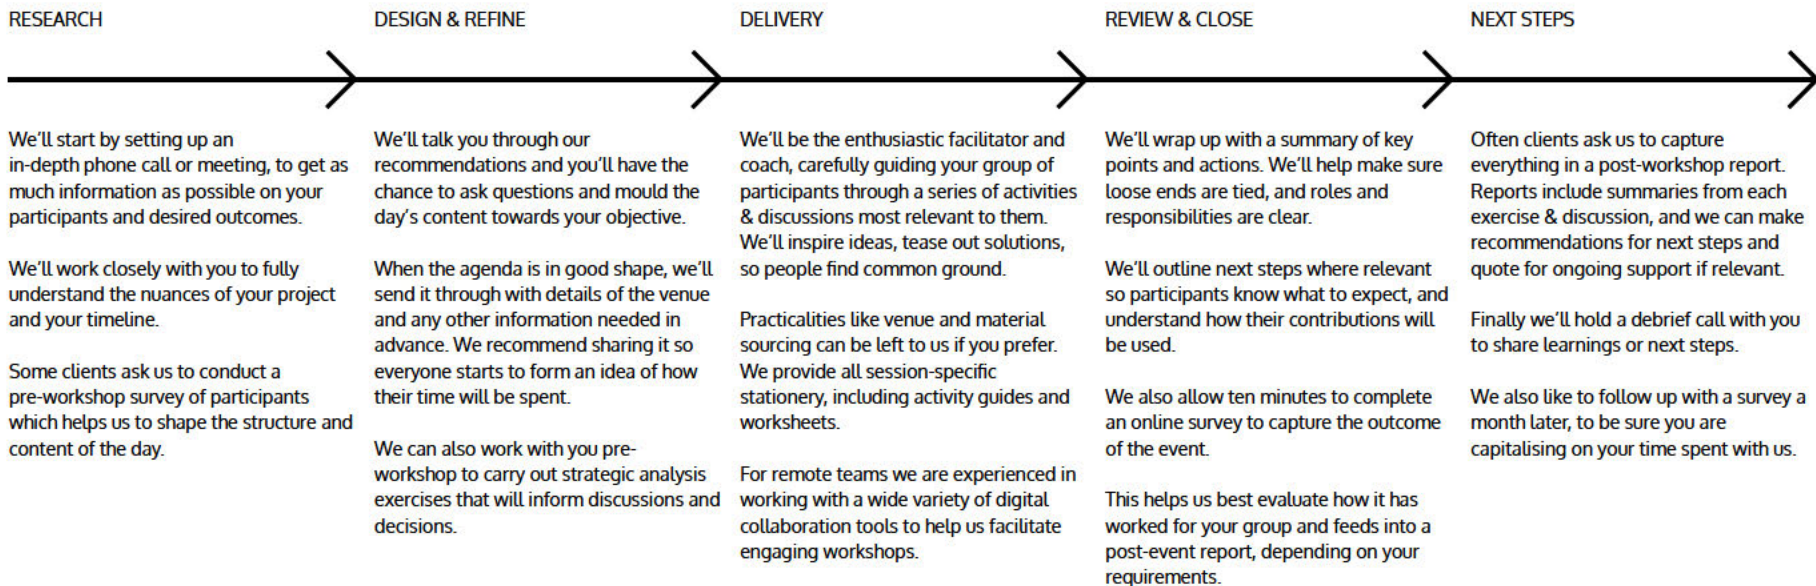 RESEARCH
We'll start by setting up an
in-depth phone call or meeting, to get as
much information as possible on your
participants and desired outcomes.
We'll work closely with you to fully
understand the nuances of your project
and your timeline.
Some clients ask us to conduct a
pre-workshop survey of participants
which helps us to shape the structure and
content of the day.
DESIGN & REFINE
We'll talk you through our
recommendations and you'll have the
chance to ask questions and mould the
day's content towards your objective.
When the agenda is in good shape, we'll
send it through with details of the venue
and any other information needed in
advance. We recommend sharing it so
everyone starts to form an idea of how
their time will be spent.
We can also work with you pre-
workshop to carry out strategic analysis
exercises that will inform discussions and
decisions.
DELIVERY
We'll be the enthusiastic facilitator and
coach, carefully guiding your group of
participants through a series of activities
& discussions most relevant to them.
We'll inspire ideas, tease out solutions,
so people find common ground.
Practicalities like venue and material
sourcing can be left to us if you prefer.
We provide all session-specific
stationery, including activity guides and
worksheets.
For remote teams we are experienced in
working with a wide variety of digital
collaboration tools to help us facilitate
engaging workshops.
REVIEW & CLOSE
We'll wrap up with a summary of key
points and actions. We'll help make sure
loose ends are tied, and roles and
responsibilities are clear.
We'll outline next steps where relevant
so participants know what to expect, and
understand how their contributions will
be used.
We also allow ten minutes to complete
an online survey to capture the outcome
of the event.
This helps us best evaluate how it has
worked for your group and feeds into a
post-event report, depending on your
requirements.
NEXT STEPS
Often clients ask us to capture
everything in a post-workshop report.
Reports include summaries from each
exercise & discussion, and we can make
recommendations for next steps and
quote for ongoing support if relevant.
Finally we'll hold a debrief call with you
to share learnings or next steps.
We also like to follow up with a survey a
month later, to be sure you are
capitalising on your time spent with us.